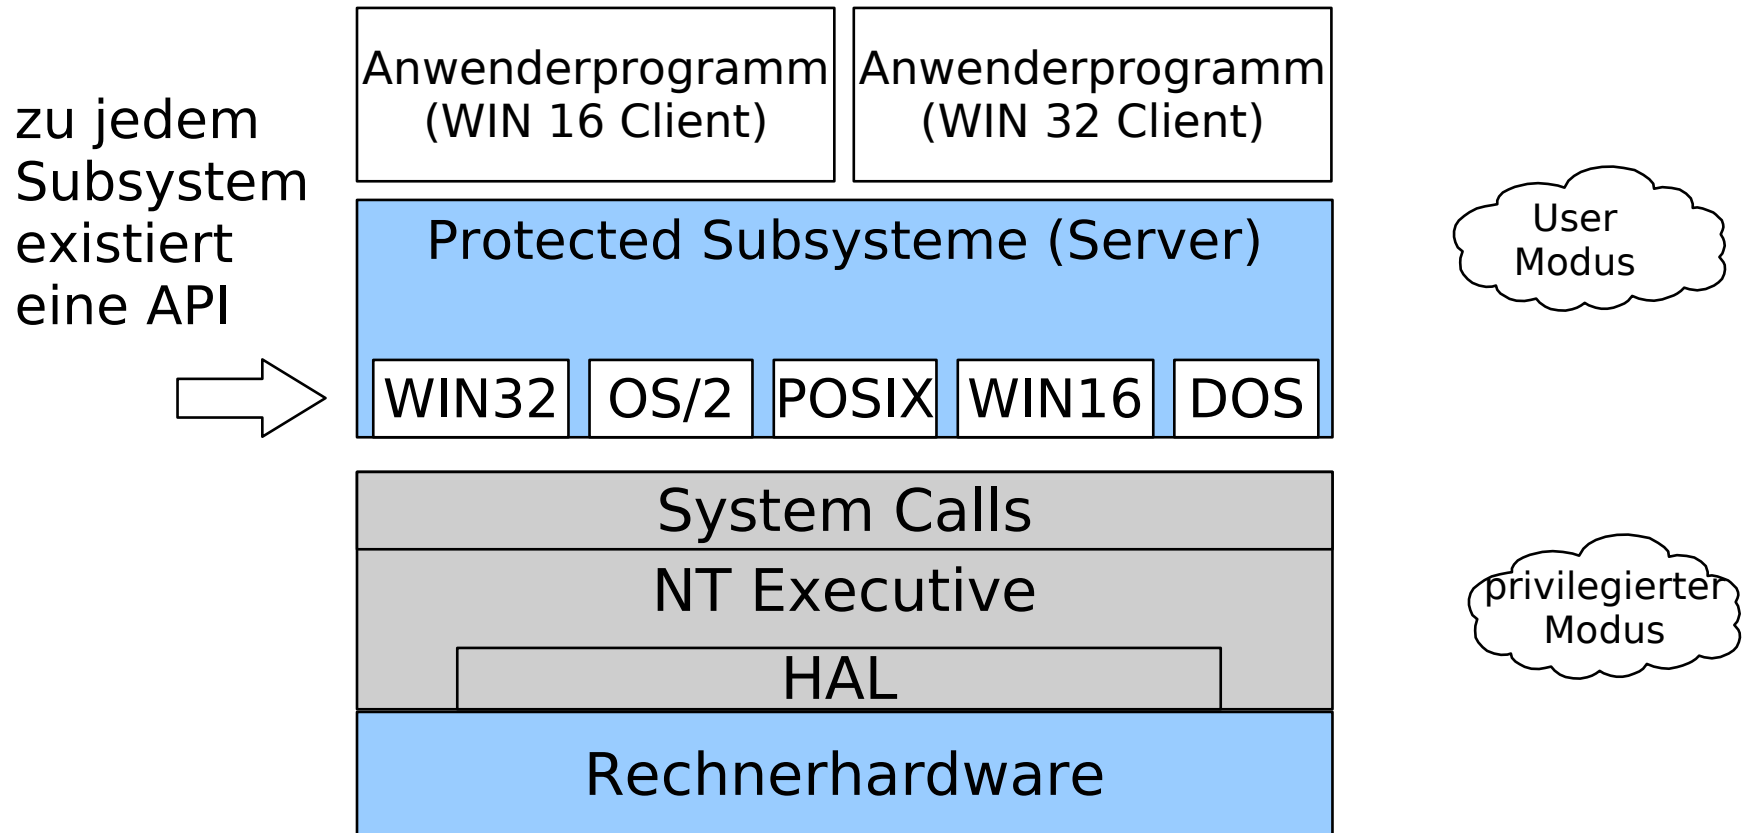 zu jedem
Subsystem
existiert
eine API
Anwenderprogramm
(WIN 16 Client)
Anwenderprogramm
(WIN 32 Client)
Protected Subsysteme (Server)
WIN32
OS/2
POSIX
WIN16
DOS
User
Modus
System Calls
NT Executive
HAL
privilegierter
Modus
Rechnerhardware